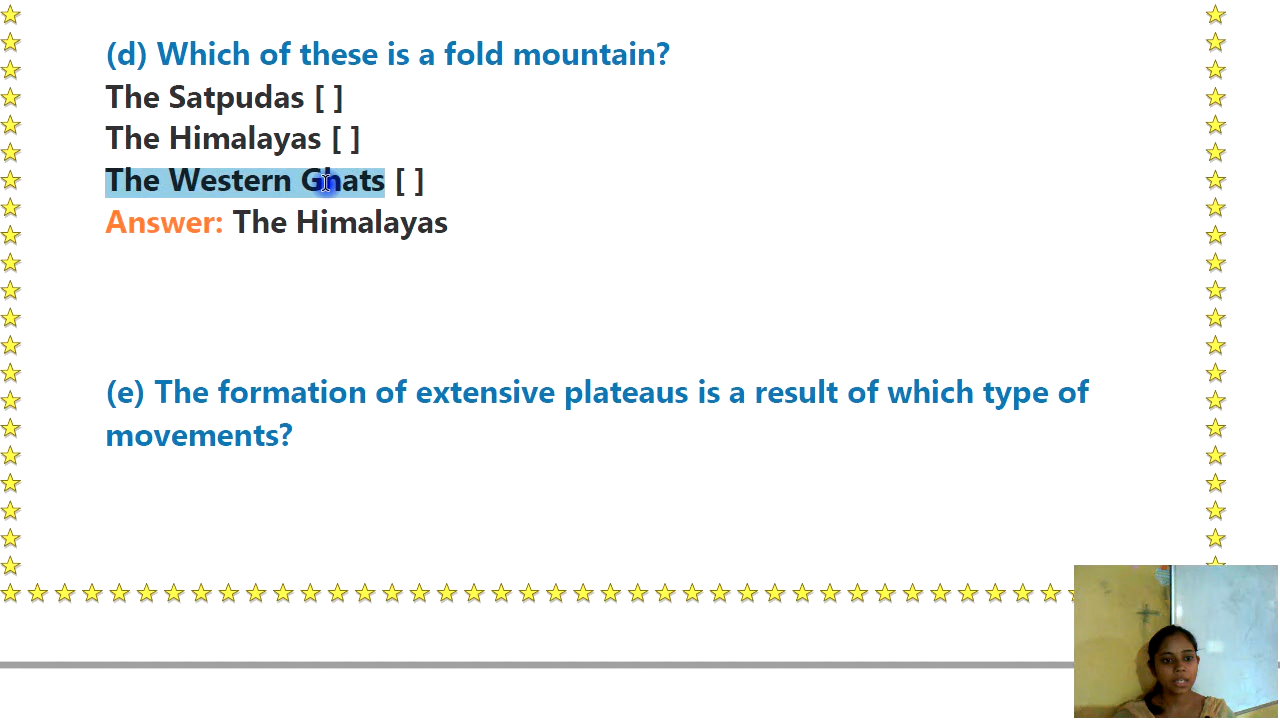 (d) Which of these is a fold mountain?
The Satpudas [ ]
The Himalayas [ ]
The Western Ghats [ ]
Answer: The Himalayas
(e) The formation of extensive plateaus is a result of which type of
movements?